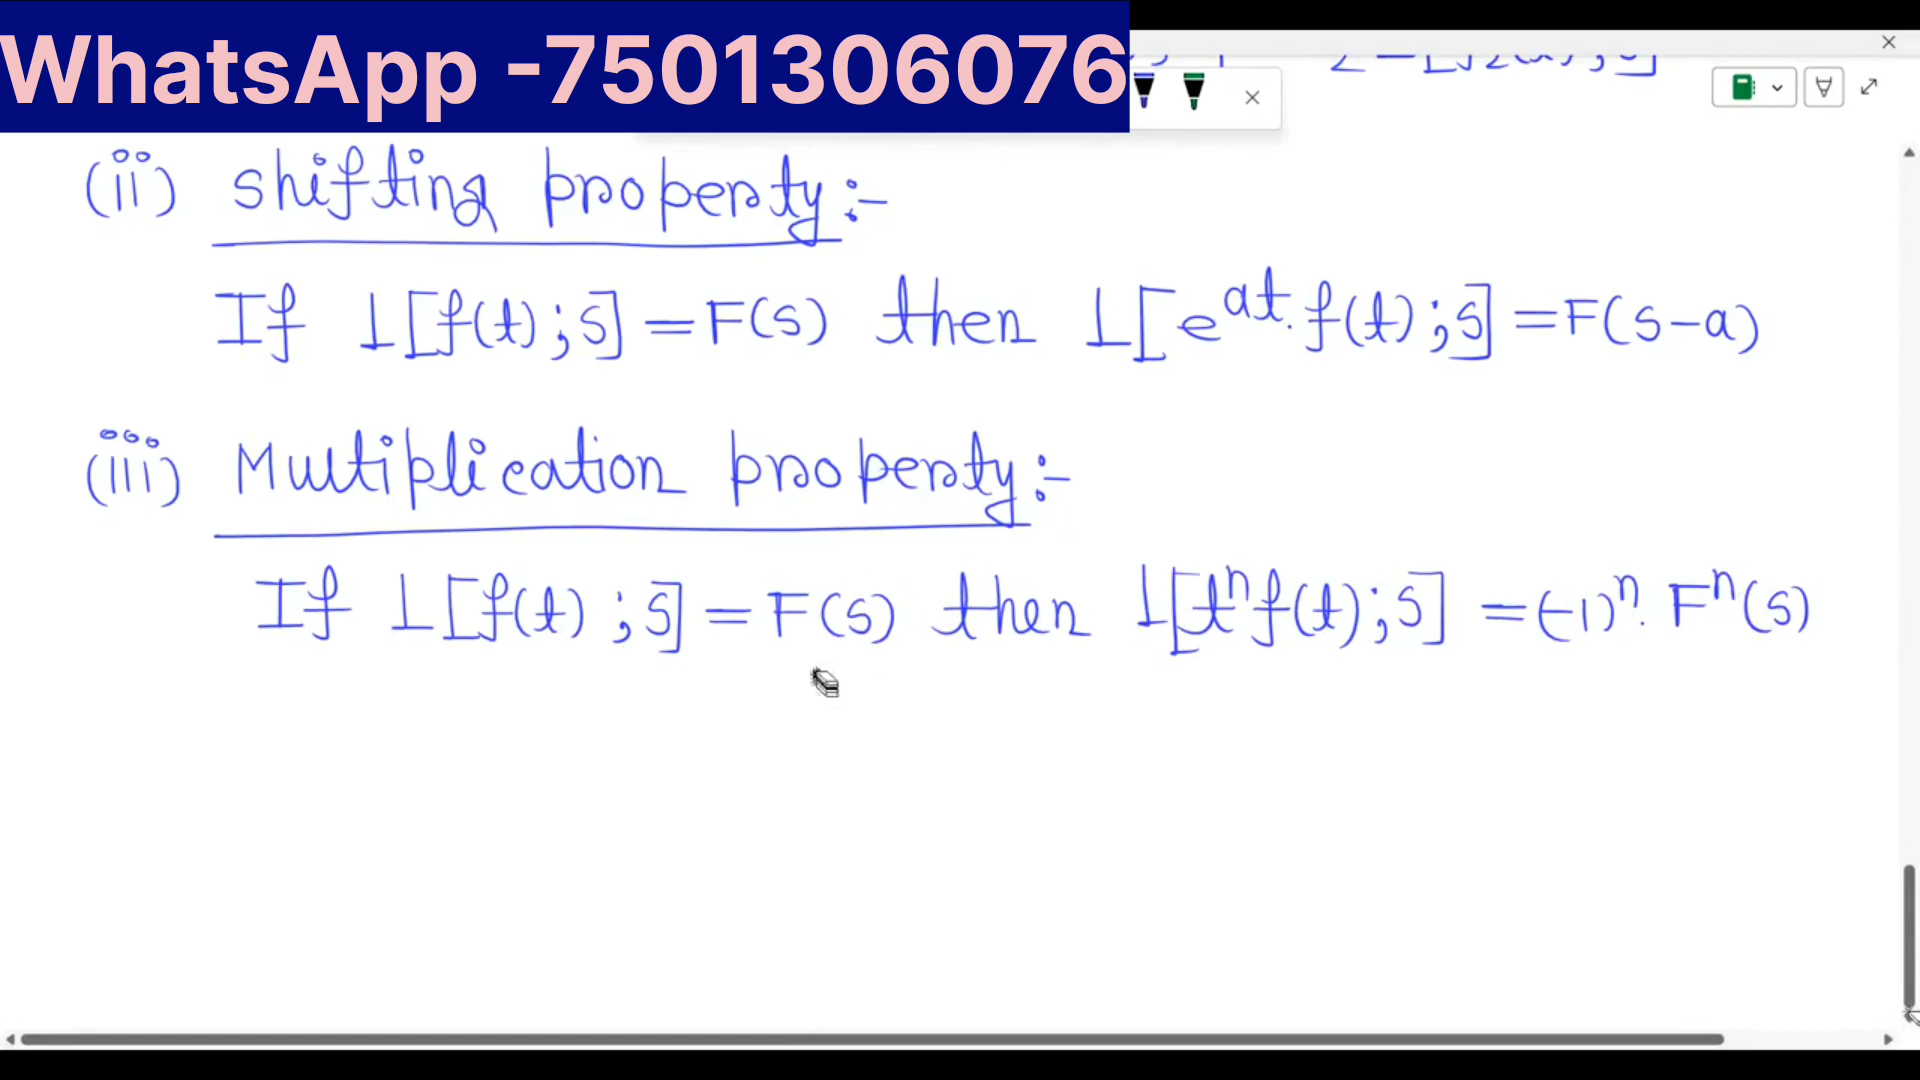 WhatsApp -7501306076
(ii) Shifting property:-
If L[f(t);s] = F(s) then L[e^{at}.f(t);s] = F(s-a)
(iii) Multiplication property:-
If L[f(t);s] = F(s) then L[t^n f(t);s] = (-1)^n. F^n(s)